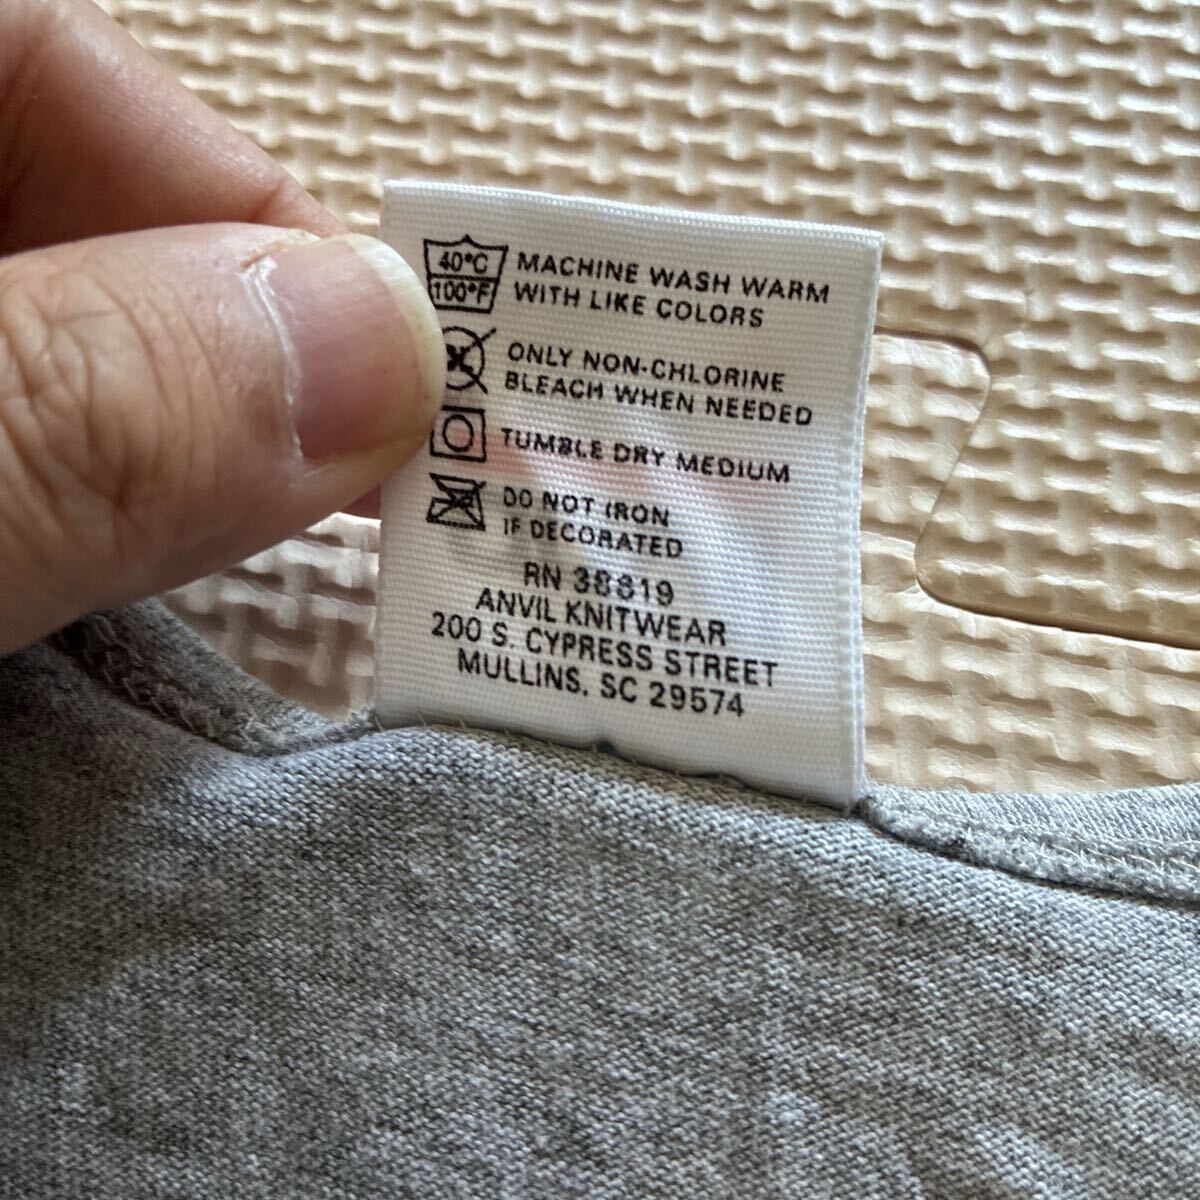 40°C
100°F
MACHINE WASH WARM
WITH LIKE COLORS
ONLY NON-CHLORINE
BLEACH WHEN NEEDED
TUMBLE DRY MEDIUM
DO NOT IRON
IF DECORATED
RN 38619
ANVIL KNITWEAR
200 S. CYPRESS STREET
MULLINS, SC 29574